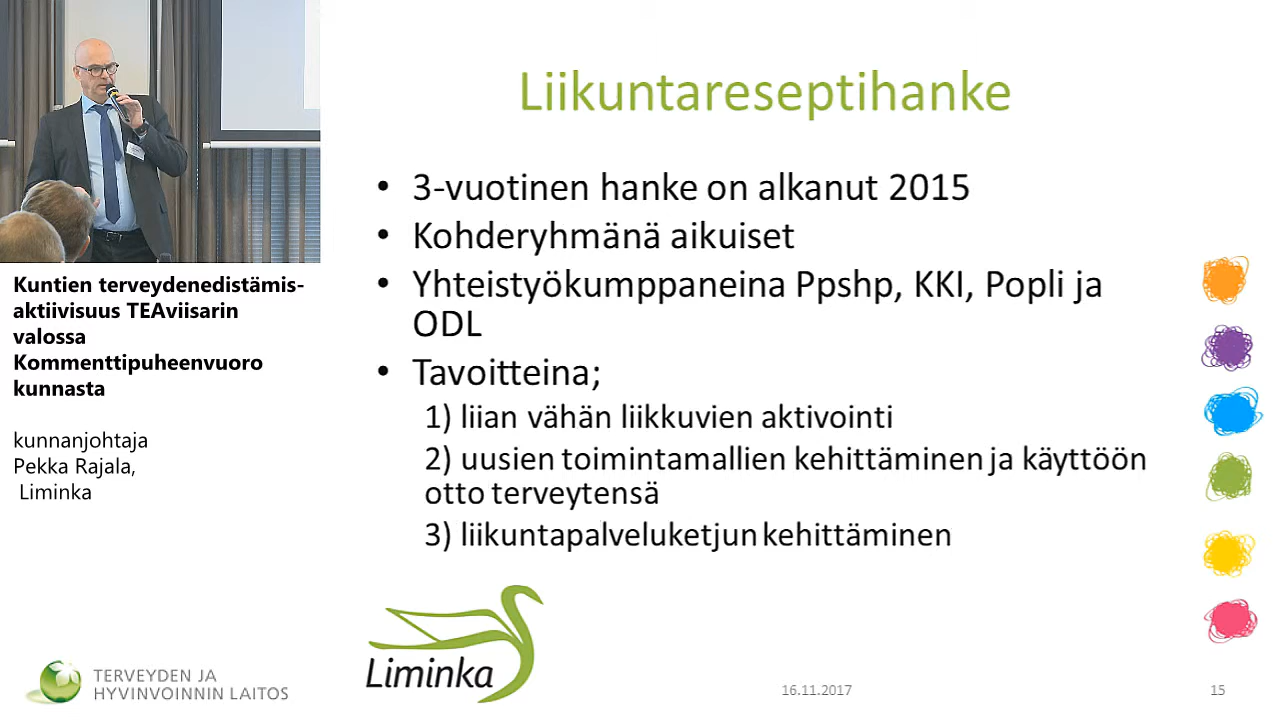 Liikuntareseptihanke
• 3-vuotinen hanke on alkanut 2015
• Kohderyhmänä aikuiset
• Yhteistyökumppaneina Ppshp, KKI, Popli ja
ODL
• Tavoitteina;
1) liian vähän liikkuvien aktivointi
2) uusien toimintamallien kehittäminen ja käyttöön
otto terveytensä
3) liikuntapalveluketjun kehittäminen
Kuntien terveydenedistämis-
aktiivisuus TEAviisarin
valossa
Kommenttipuheenvuoro
kunnasta
kunnanjohtaja
Pekka Rajala,
Liminka
TERVEYDEN JA
HYVINVOINNIN LAITOS
Liminka
16.11.2017
15